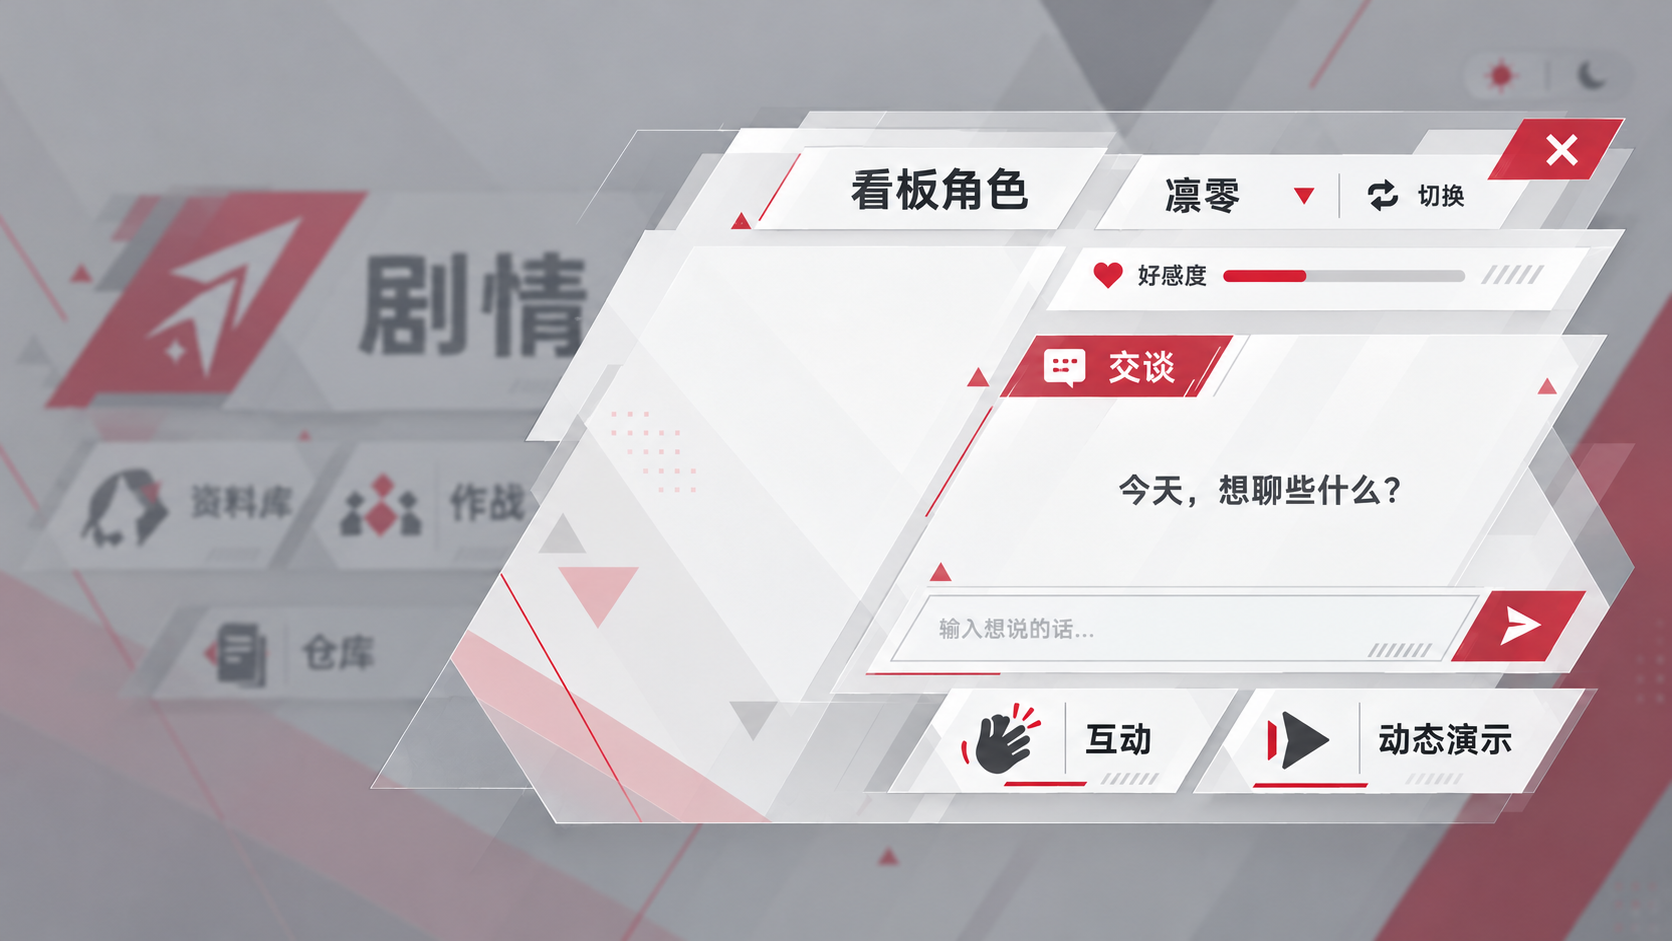 看板角色
凛零
切换
好感度
剧情
交谈
今天，想聊些什么？
资料库
作战
输入想说的话...
仓库
互动
动态演示